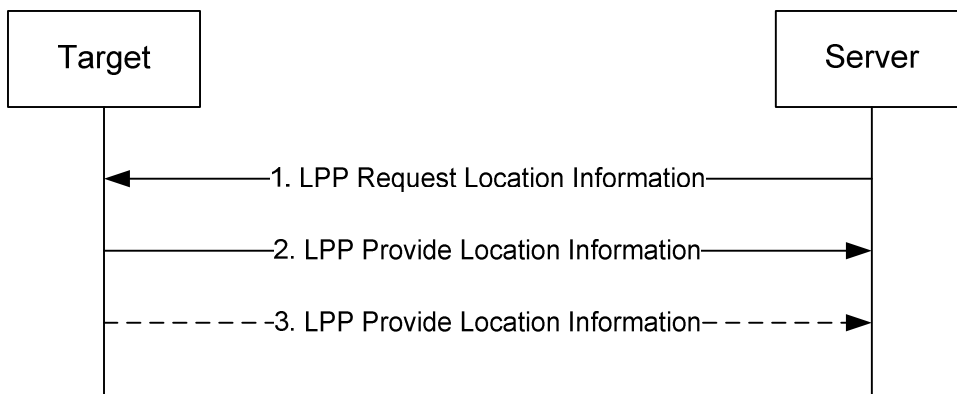 Target
Server
1. LPP Request Location Information
2. LPP Provide Location Information
3. LPP Provide Location Information